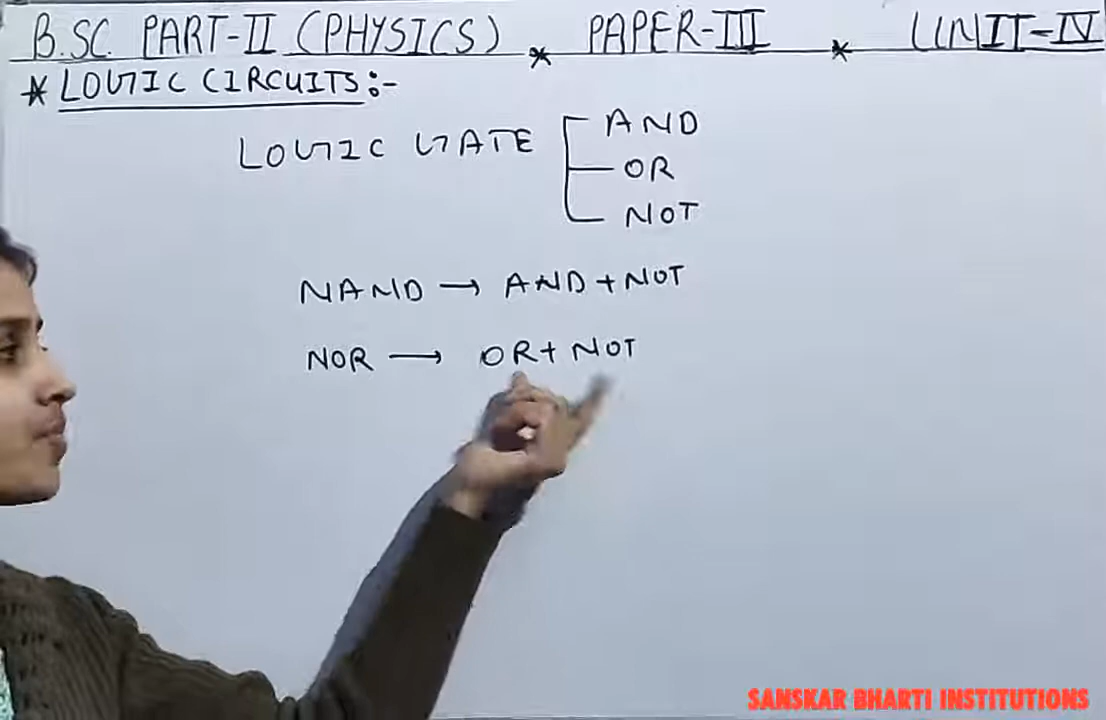 B.SC. PART-II (PHYSICS) * PAPER-III * UNIT-IV
* LOGIC CIRCUITS:-
LOGIC GATE AND
OR
NOT
NAND → AND + NOT
NOR → OR + NOT
SANSKAR BHARTI INSTITUTIONS